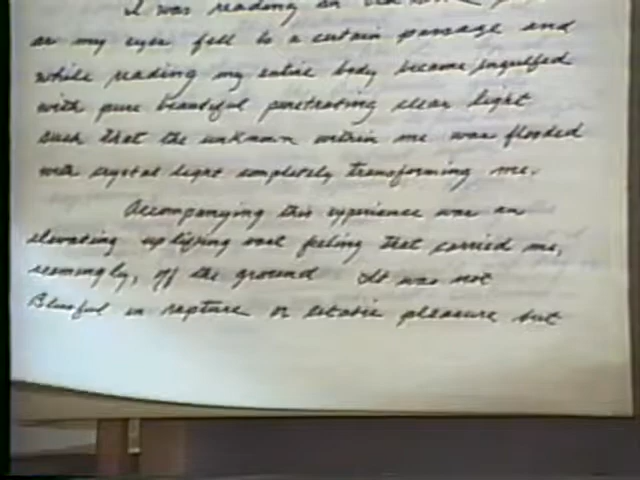 I was reading an
as my eyes fell to a certain passage and
while reading my entire body became engulfed
with pure beautiful penetrating clear light
such that the unknown within me was flooded
with crystal light completely transforming me.
Accompanying this experience was an
elevating uplifting vast feeling that carried me,
seemingly, off the ground It was not
Blissful in rapture or estatic pleasure but